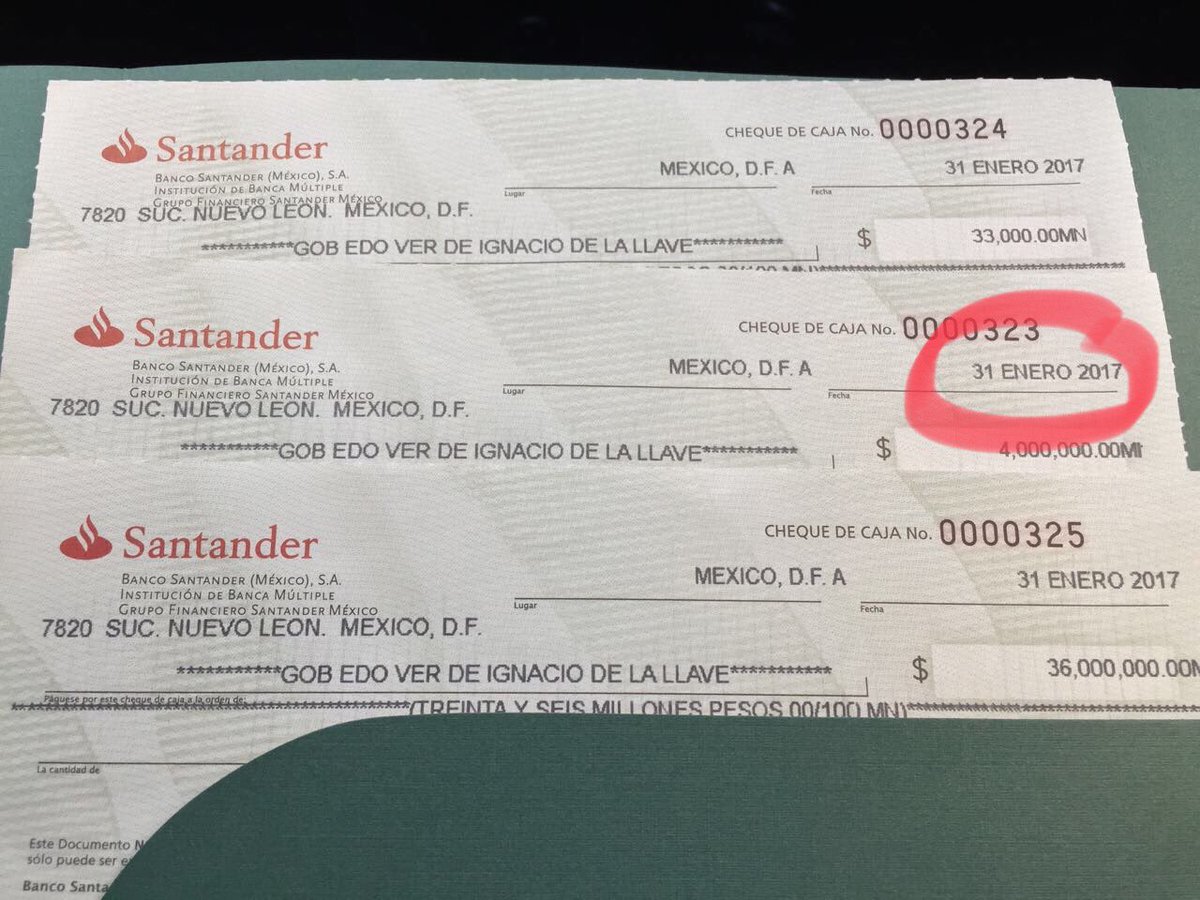 Santander
CHEQUE DE CAJA No. 0000324
BANCO SANTANDER (MÉXICO), S.A.
INSTITUCIÓN DE BANCA MÚLTIPLE
GRUPO FINANCIERO SANTANDER MÉXICO
MEXICO, D.F. A 31 ENERO 2017
Lugar Fecha
7820 SUC. NUEVO LEON. MEXICO, D.F.
***********GOB EDO VER DE IGNACIO DE LA LLAVE*********** $ 33,000.00MN
Santander
CHEQUE DE CAJA No. 0000323
BANCO SANTANDER (MÉXICO), S.A.
INSTITUCIÓN DE BANCA MÚLTIPLE
GRUPO FINANCIERO SANTANDER MÉXICO
MEXICO, D.F. A 31 ENERO 2017
Lugar Fecha
7820 SUC. NUEVO LEON. MEXICO, D.F.
***********GOB EDO VER DE IGNACIO DE LA LLAVE*********** $ 4,000,000.00
Santander
CHEQUE DE CAJA No. 0000325
BANCO SANTANDER (MÉXICO), S.A.
INSTITUCIÓN DE BANCA MÚLTIPLE
GRUPO FINANCIERO SANTANDER MÉXICO
MEXICO, D.F. A 31 ENERO 2017
Lugar Fecha
7820 SUC. NUEVO LEON. MEXICO, D.F.
***********GOB EDO VER DE IGNACIO DE LA LLAVE*********** $ 36,000,000.00
Páguese por este cheque de caja a la orden de:
(TREINTA Y SEIS MILLONES PESOS 00/100 MN)
La cantidad de
Este Documento
sólo puede ser
Banco